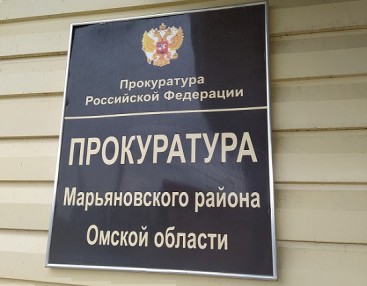 Прокуратура
Российской Федерации
ПРОКУРАТУРА
Марьяновского района
Омской области